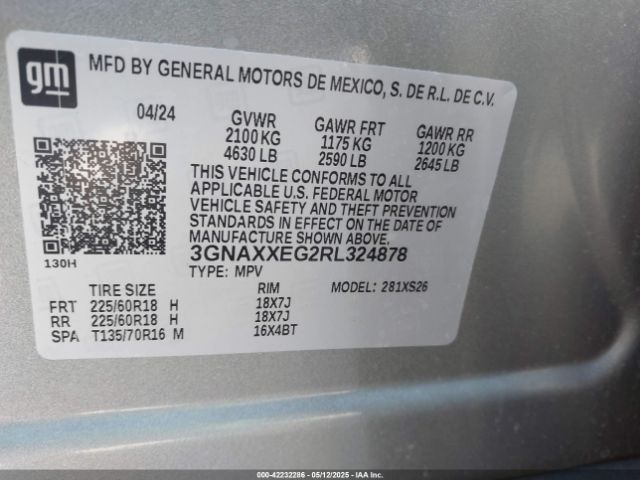 gm
MFD BY GENERAL MOTORS DE MEXICO, S. DE R.L. DE C.V.
04/24 GVWR GAWR FRT GAWR RR
2100 KG 1175 KG 1200 KG
4630 LB 2590 LB 2645 LB
THIS VEHICLE CONFORMS TO ALL
APPLICABLE U.S. FEDERAL MOTOR
VEHICLE SAFETY AND THEFT PREVENTION
STANDARDS IN EFFECT ON THE DATE OF
MANUFACTURE SHOWN ABOVE.
130H 3GNAXXEG2RL324878
TYPE: MPV MODEL: 281XS26
TIRE SIZE RIM
FRT 225/60R18 H 18X7J
RR 225/60R18 H 18X7J
SPA T135/70R16 M 16X4BT
000-42232286 - 05/12/2025 - IAA Inc.